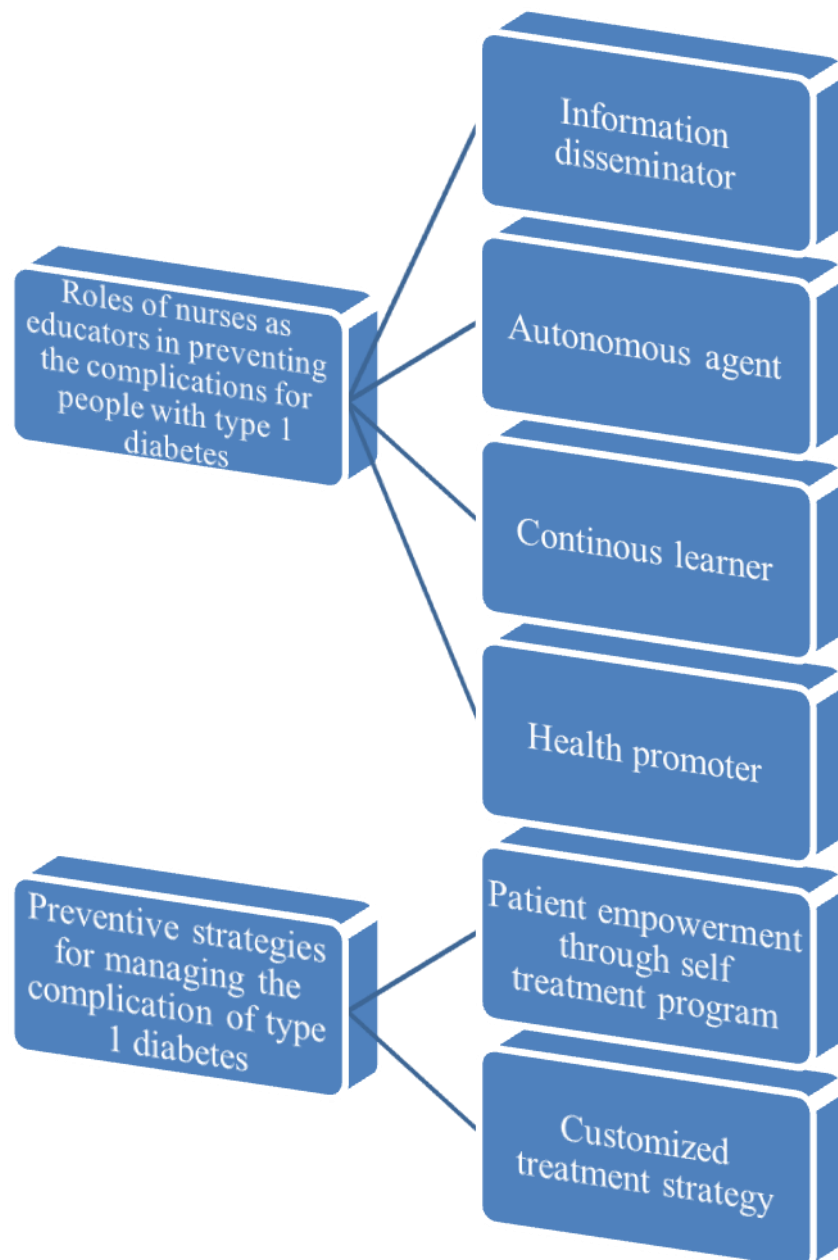 Roles of nurses as
educators in preventing
the complications for
people with type 1
diabetes
Information
disseminator
Autonomous agent
Continous learner
Health promoter
Preventive strategies
for managing the
complication of type
1 diabetes
Patient empowerment
through self
treatment program
Customized
treatment strategy